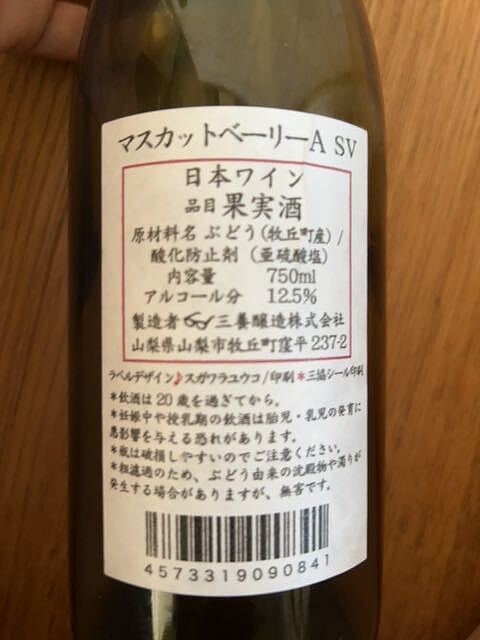 マスカットベーリーA SV
日本ワイン
品目 果実酒
原材料名 ぶどう(牧丘町産)/
酸化防止剤(亜硫酸塩)
内容量 750ml
アルコール分 12.5%
製造者 三養醸造株式会社
山梨県山梨市牧丘町窪平 237-2
ラベルデザイン♪スガワラユウコ/印刷*三協シール印刷
*飲酒は20歳を過ぎてから。
*妊娠中や授乳期の飲酒は胎児・乳児の発育に
悪影響を与える恐れがあります。
*瓶は破損しやすいのでご注意ください。
*粗濾過のため、ぶどう由来の沈殿物や濁りが
発生する場合がありますが、無害です。
4573319090841